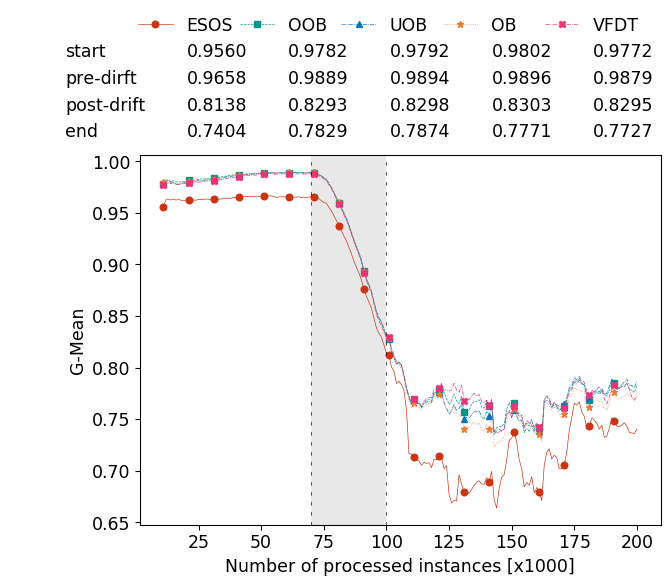 ESOS OOB UOB OB VFDT
start 0.9560 0.9782 0.9792 0.9802 0.9772
pre-dirft 0.9658 0.9889 0.9894 0.9896 0.9879
post-drift 0.8138 0.8293 0.8298 0.8303 0.8295
end 0.7404 0.7829 0.7874 0.7771 0.7727
1.00
0.95
0.90
0.85
0.80
0.75
0.70
0.65
G-Mean
25 50 75 100 125 150 175 200
Number of processed instances [x1000]